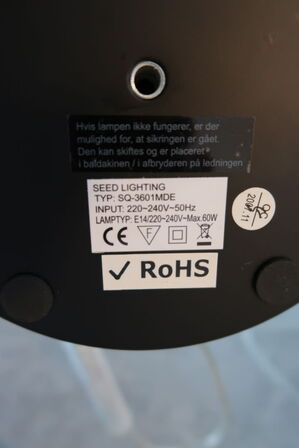 Hvis lampen ikke fungerer, er der
mulighed for, at sikringen er gået.
Den kan skiftes og er placeret
i baldakinen / i afbryderen på ledningen
SEED LIGHTING
TYP: SQ-3601MDE
INPUT: 220~240V~50Hz
LAMPTYP: E14/220~240V~Max.60W
CE F
✓ RoHS